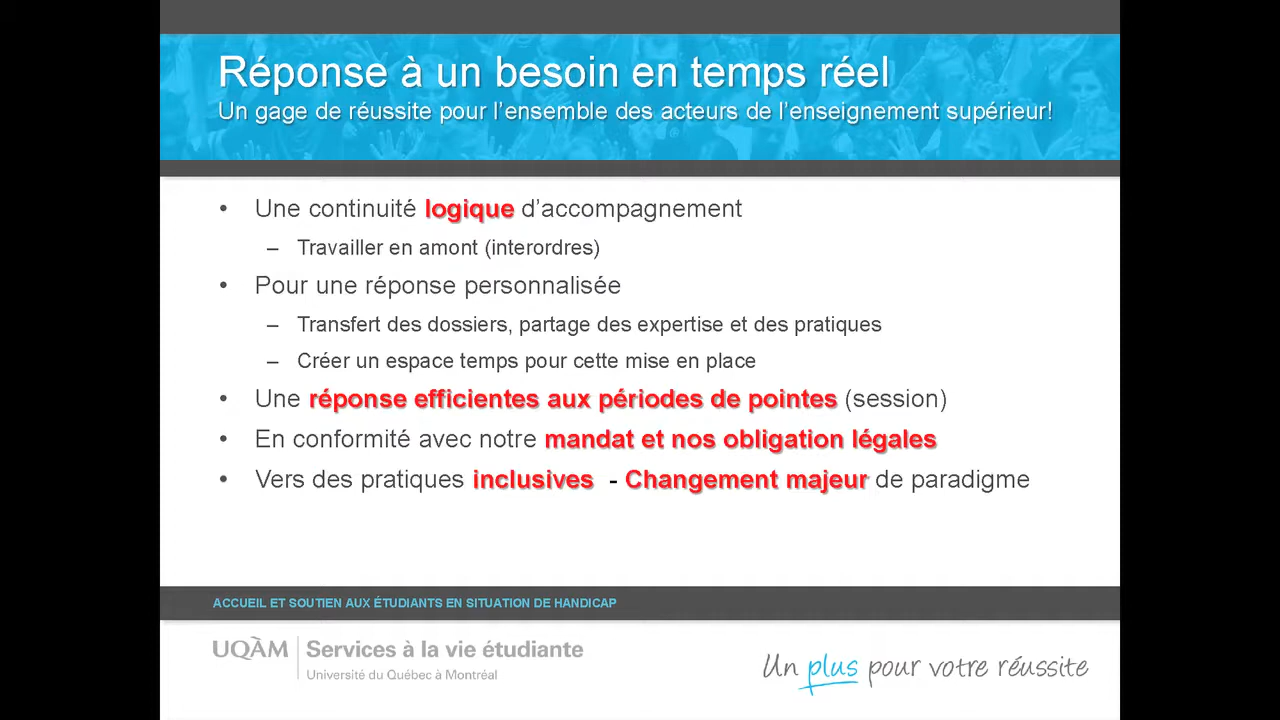 Réponse à un besoin en temps réel
Un gage de réussite pour l'ensemble des acteurs de l'enseignement supérieur!
• Une continuité logique d'accompagnement
– Travailler en amont (interordres)
• Pour une réponse personnalisée
– Transfert des dossiers, partage des expertise et des pratiques
– Créer un espace temps pour cette mise en place
• Une réponse efficientes aux périodes de pointes (session)
• En conformité avec notre mandat et nos obligation légales
• Vers des pratiques inclusives - Changement majeur de paradigme
ACCUEIL ET SOUTIEN AUX ÉTUDIANTS EN SITUATION DE HANDICAP
UQÀM Services à la vie étudiante
Université du Québec à Montréal
Un plus pour votre réussite